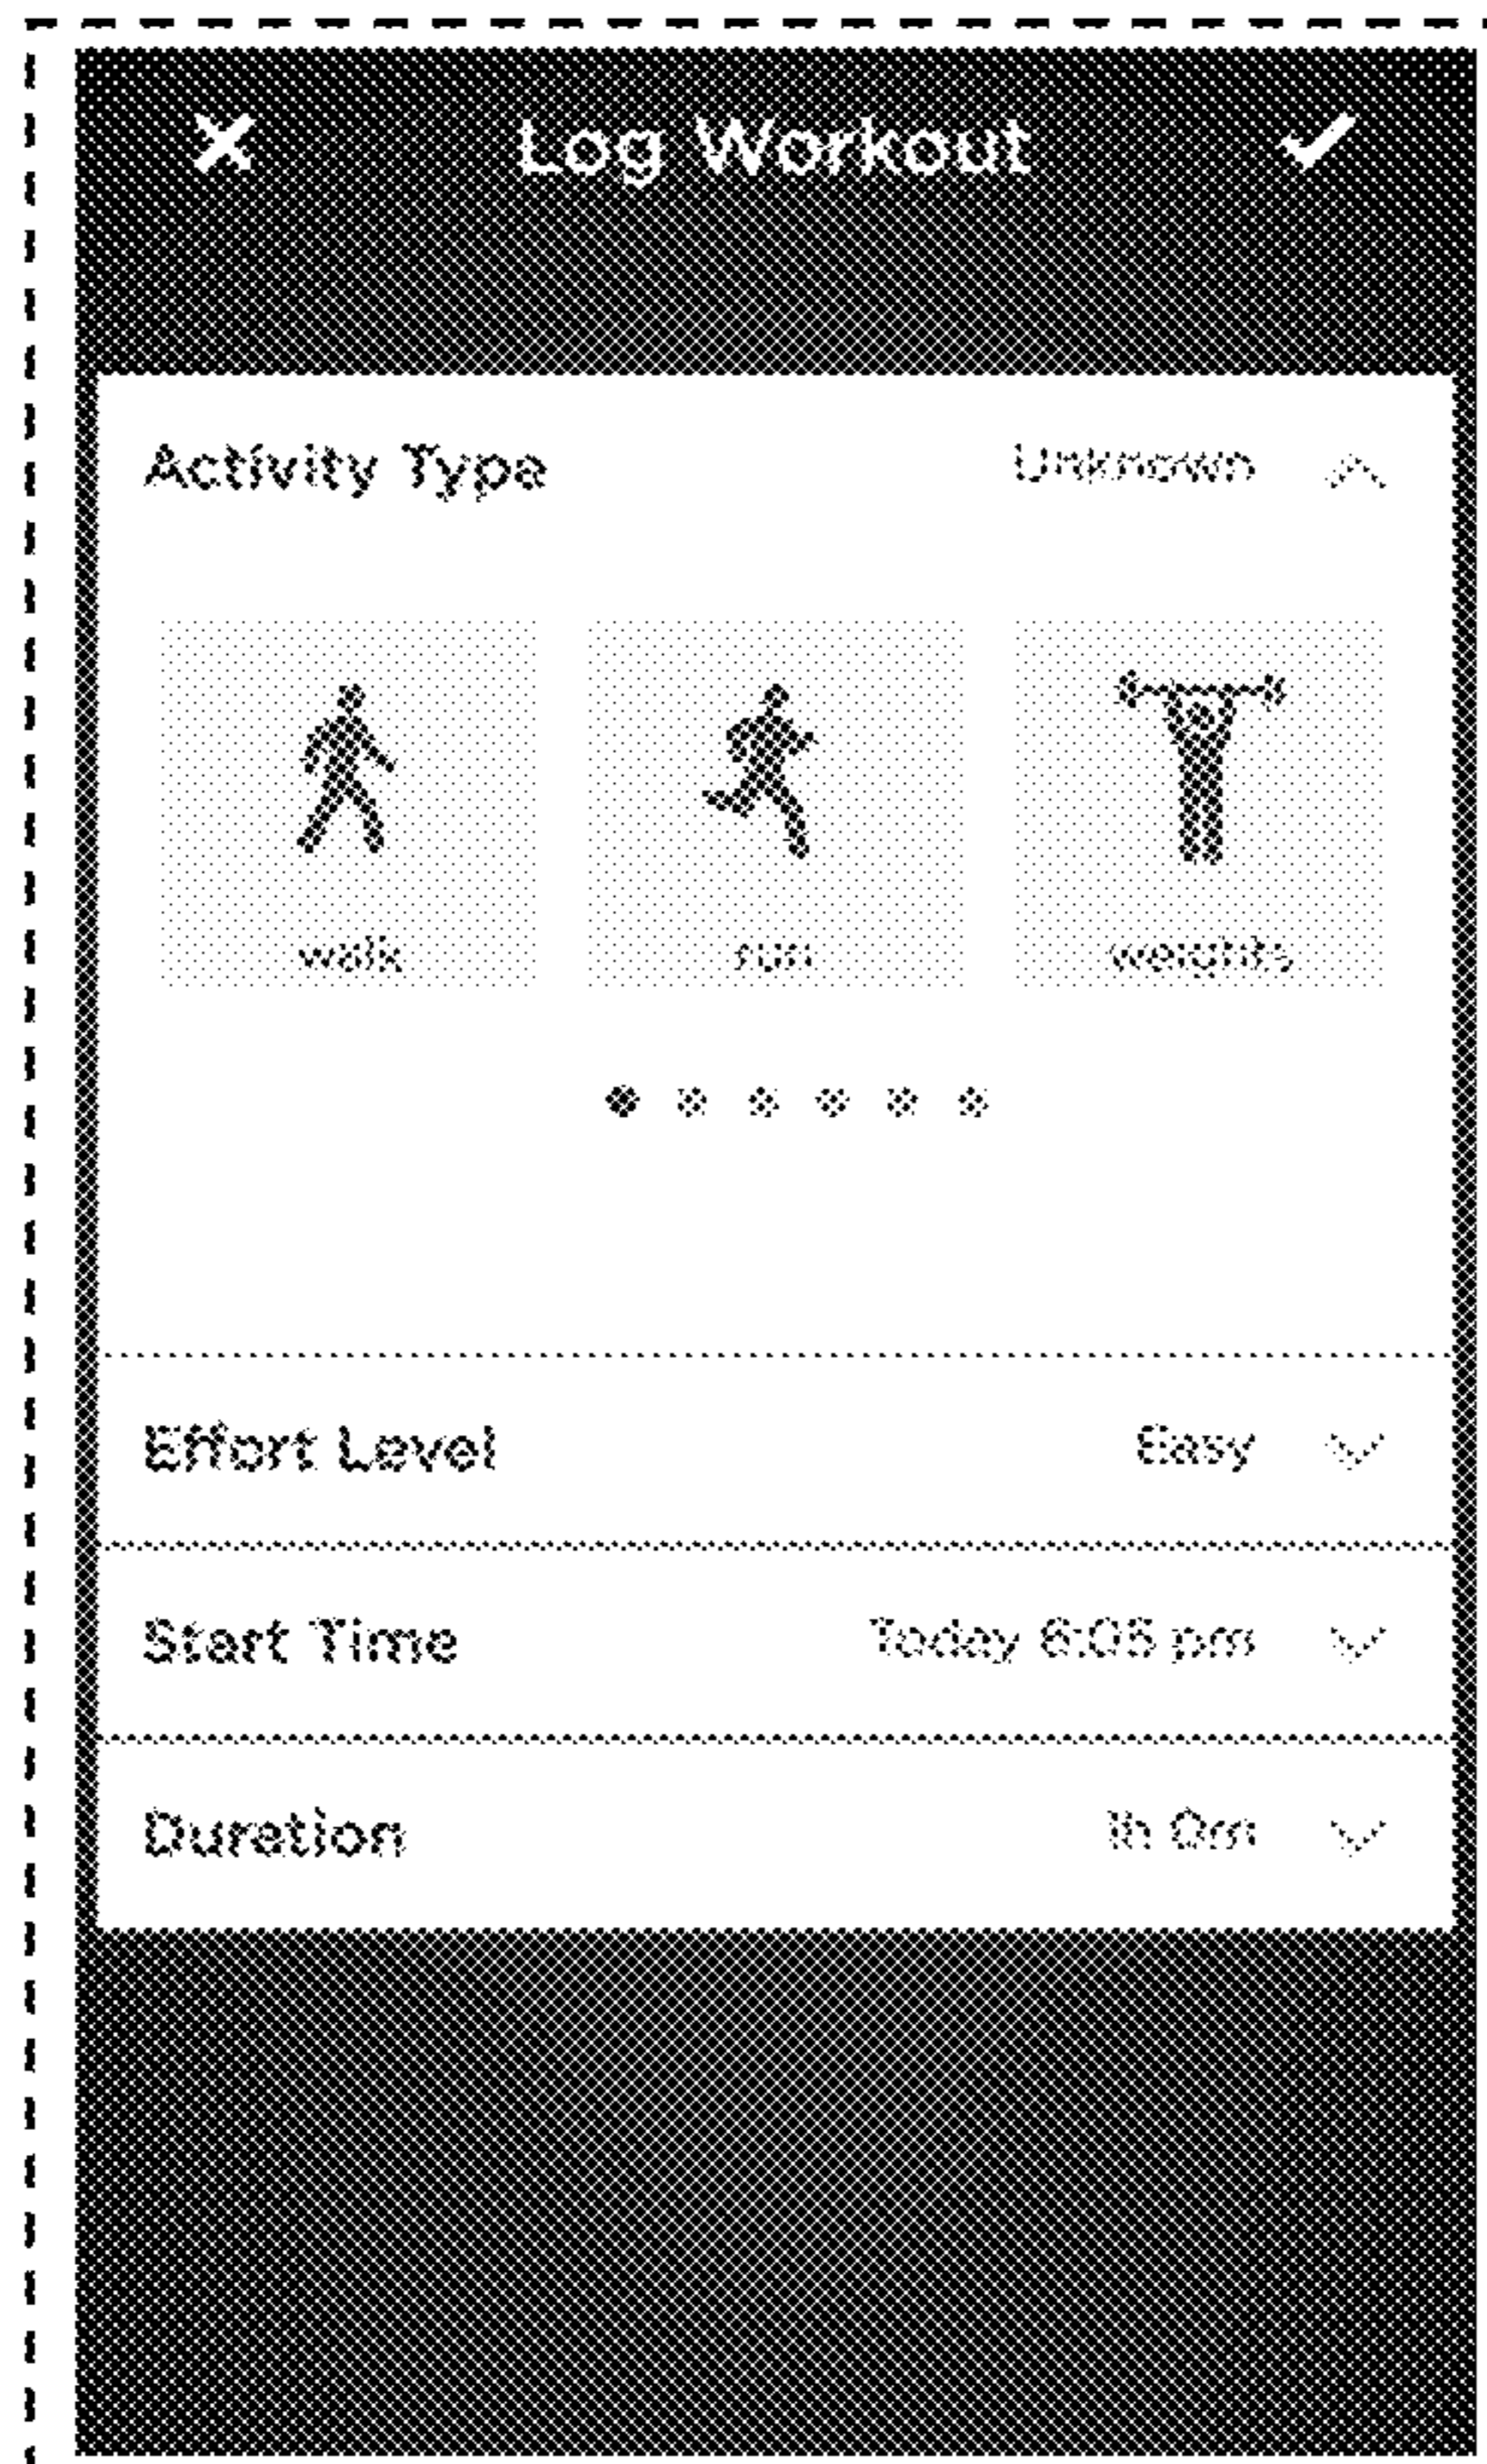 Log Workout
Activity Type Unknown
walk run weights
Effort Level Easy
Start Time Today 6:05 pm
Duration 1h 0m